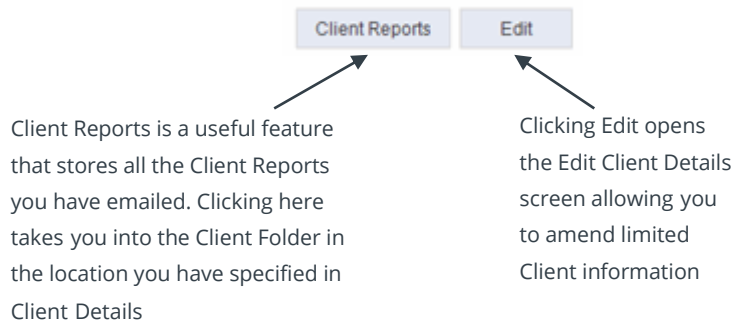 Client Reports
Edit
Client Reports is a useful feature
that stores all the Client Reports
you have emailed. Clicking here
takes you into the Client Folder in
the location you have specified in
Client Details
Clicking Edit opens
the Edit Client Details
screen allowing you
to amend limited
Client information